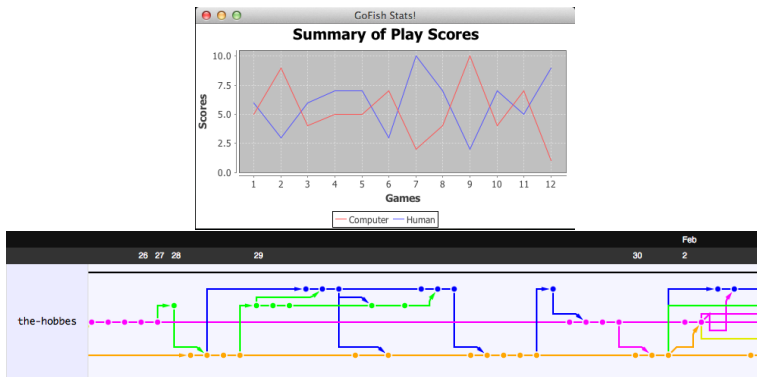 GoFish Stats!
Summary of Play Scores
10.0
7.5
5.0
2.5
0.0
Scores
1 2 3 4 5 6 7 8 9 10 11 12
Games
Computer Human
Feb
26 27 28 29 30 2
the-hobbes